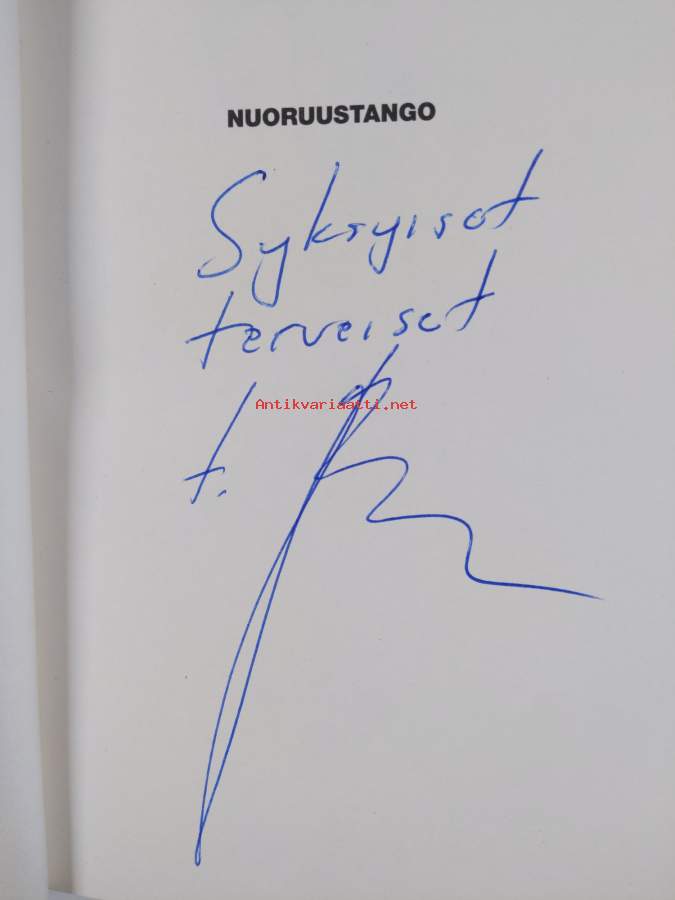 NUORUUSTANGO
Syksyiset
terveiset
t.
Antikvariaatti.net